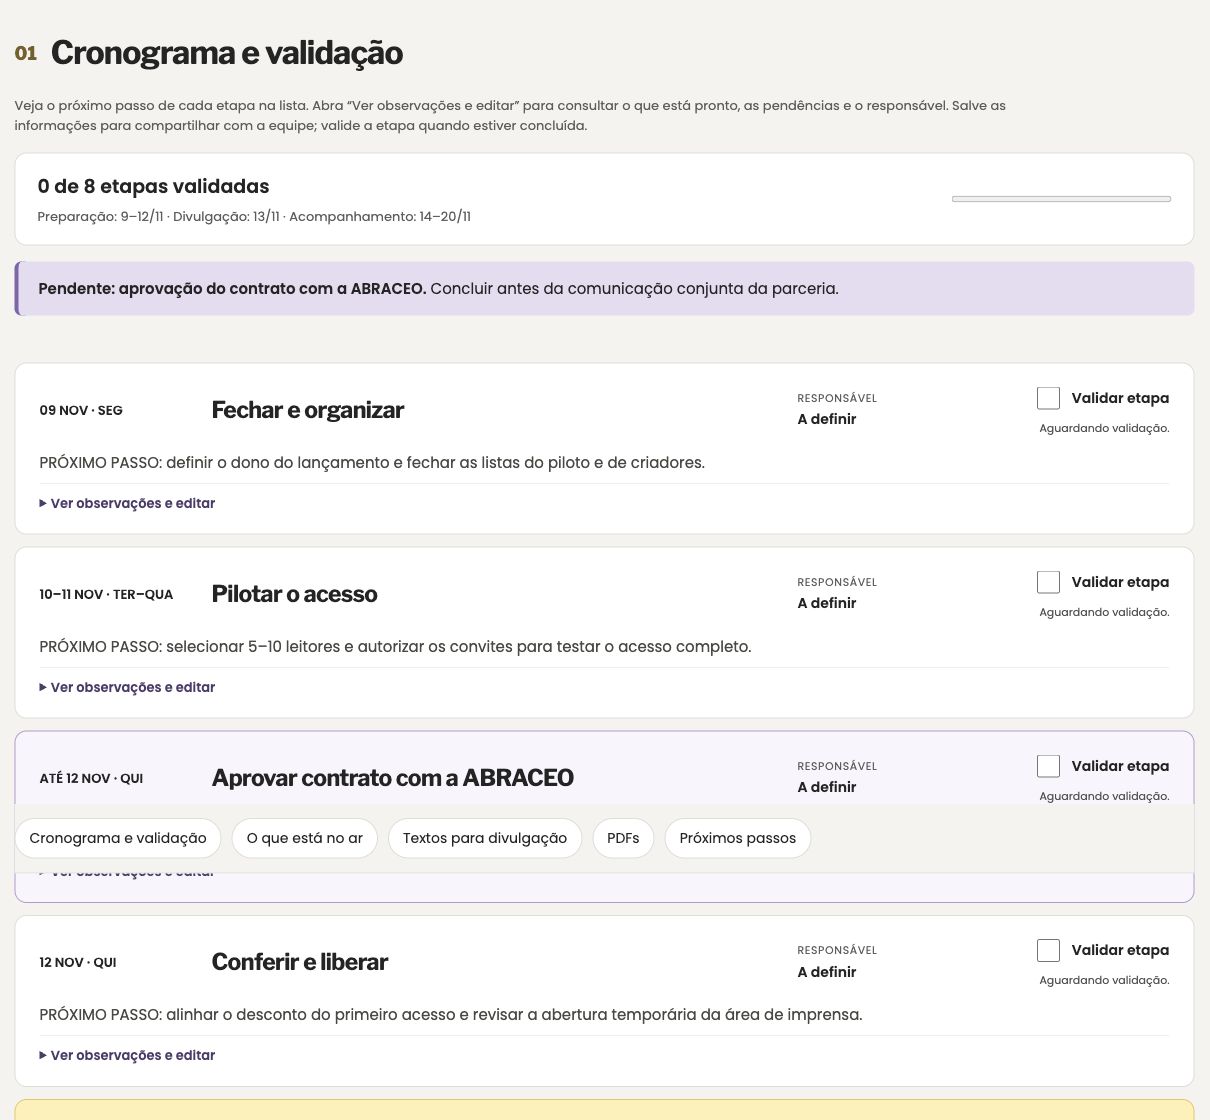 01 Cronograma e validação
Veja o próximo passo de cada etapa na lista. Abra “Ver observações e editar” para consultar o que está pronto, as pendências e o responsável. Salve as
informações para compartilhar com a equipe; valide a etapa quando estiver concluída.
0 de 8 etapas validadas
Preparação: 9–12/11 · Divulgação: 13/11 · Acompanhamento: 14–20/11
Pendente: aprovação do contrato com a ABRACEO. Concluir antes da comunicação conjunta da parceria.
09 NOV · SEG
Fechar e organizar
RESPONSÁVEL
A definir
Validar etapa
Aguardando validação.
PRÓXIMO PASSO: definir o dono do lançamento e fechar as listas do piloto e de criadores.
Ver observações e editar
10–11 NOV · TER–QUA
Pilotar o acesso
RESPONSÁVEL
A definir
Validar etapa
Aguardando validação.
PRÓXIMO PASSO: selecionar 5–10 leitores e autorizar os convites para testar o acesso completo.
Ver observações e editar
ATÉ 12 NOV · QUI
Aprovar contrato com a ABRACEO
RESPONSÁVEL
A definir
Validar etapa
Aguardando validação.
Cronograma e validação
O que está no ar
Textos para divulgação
PDFs
Próximos passos
Ver observações e editar
12 NOV · QUI
Conferir e liberar
RESPONSÁVEL
A definir
Validar etapa
Aguardando validação.
PRÓXIMO PASSO: alinhar o desconto do primeiro acesso e revisar a abertura temporária da área de imprensa.
Ver observações e editar